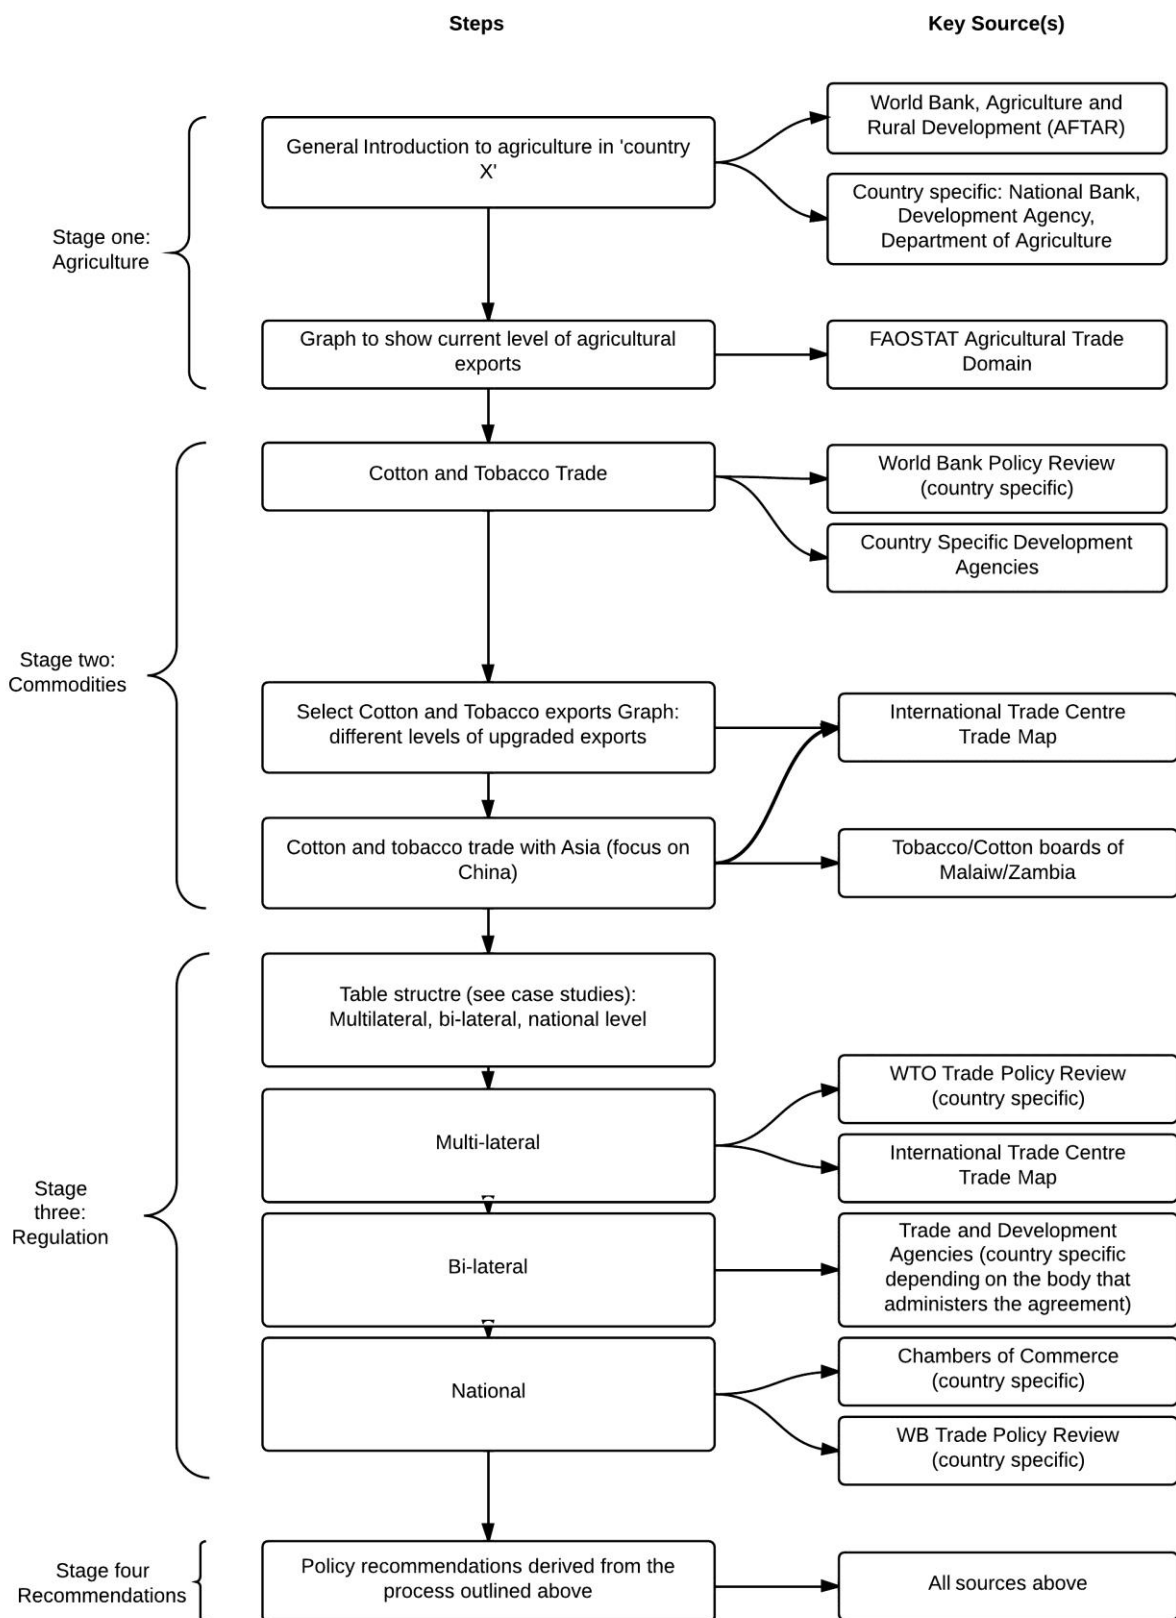 Steps
Key Source(s)
Stage one:
Agriculture
General Introduction to agriculture in 'country
X'
World Bank, Agriculture and
Rural Development (AFTAR)
Country specific: National Bank,
Development Agency,
Department of Agriculture
Graph to show current level of agricultural
exports
FAOSTAT Agricultural Trade
Domain
Stage two:
Commodities
Cotton and Tobacco Trade
World Bank Policy Review
(country specific)
Country Specific Development
Agencies
Select Cotton and Tobacco exports Graph:
different levels of upgraded exports
International Trade Centre
Trade Map
Cotton and tobacco trade with Asia (focus on
China)
Tobacco/Cotton boards of
Malaiw/Zambia
Stage
three:
Regulation
Table structre (see case studies):
Multilateral, bi-lateral, national level
Multi-lateral
WTO Trade Policy Review
(country specific)
International Trade Centre
Trade Map
Bi-lateral
Trade and Development
Agencies (country specific
depending on the body that
administers the agreement)
National
Chambers of Commerce
(country specific)
WB Trade Policy Review
(country specific)
Stage four
Recommendations
Policy recommendations derived from the
process outlined above
All sources above